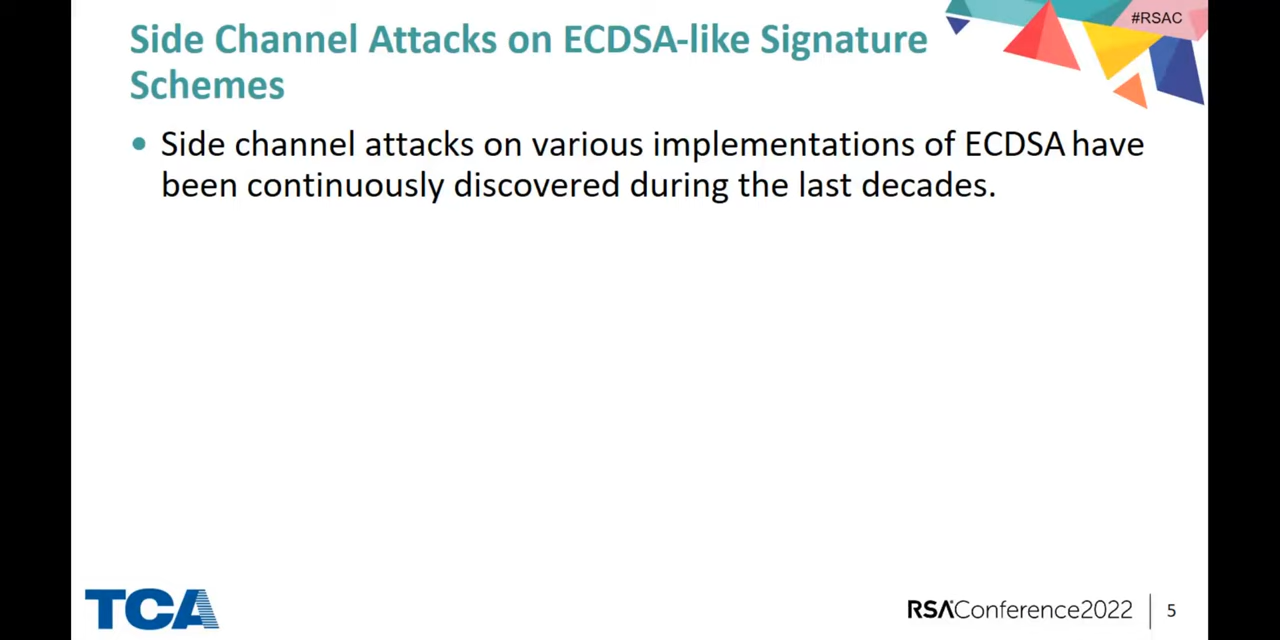 #RSAC
Side Channel Attacks on ECDSA-like Signature
Schemes
• Side channel attacks on various implementations of ECDSA have
been continuously discovered during the last decades.
TCA
RSAConference2022
5